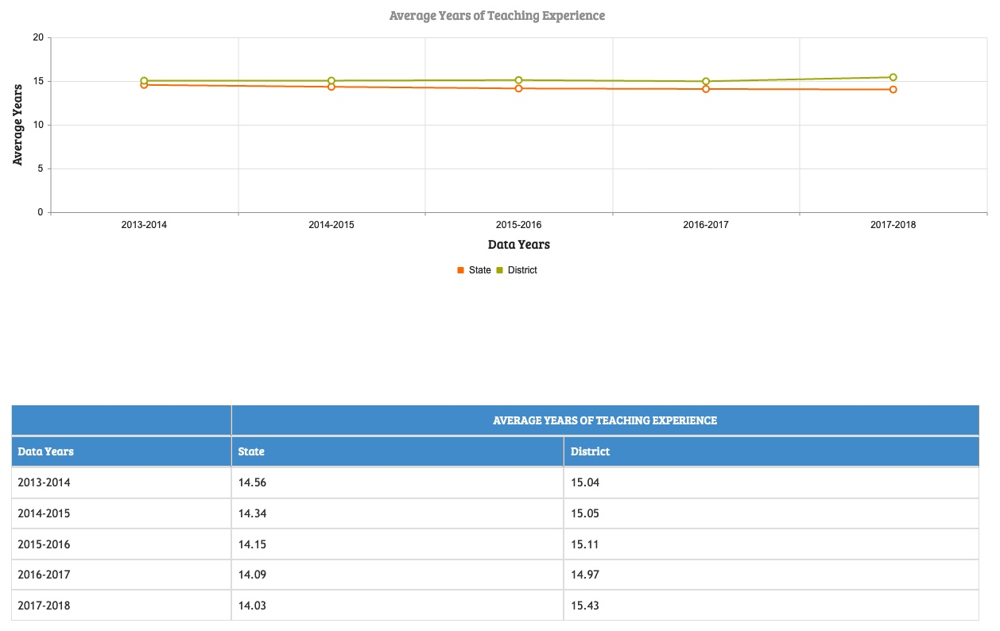 Average Years of Teaching Experience
20
15
10
5
0
Average Years
2013-2014 2014-2015 2015-2016 2016-2017 2017-2018
Data Years
State District
AVERAGE YEARS OF TEACHING EXPERIENCE
Data Years State District
2013-2014 14.56 15.04
2014-2015 14.34 15.05
2015-2016 14.15 15.11
2016-2017 14.09 14.97
2017-2018 14.03 15.43